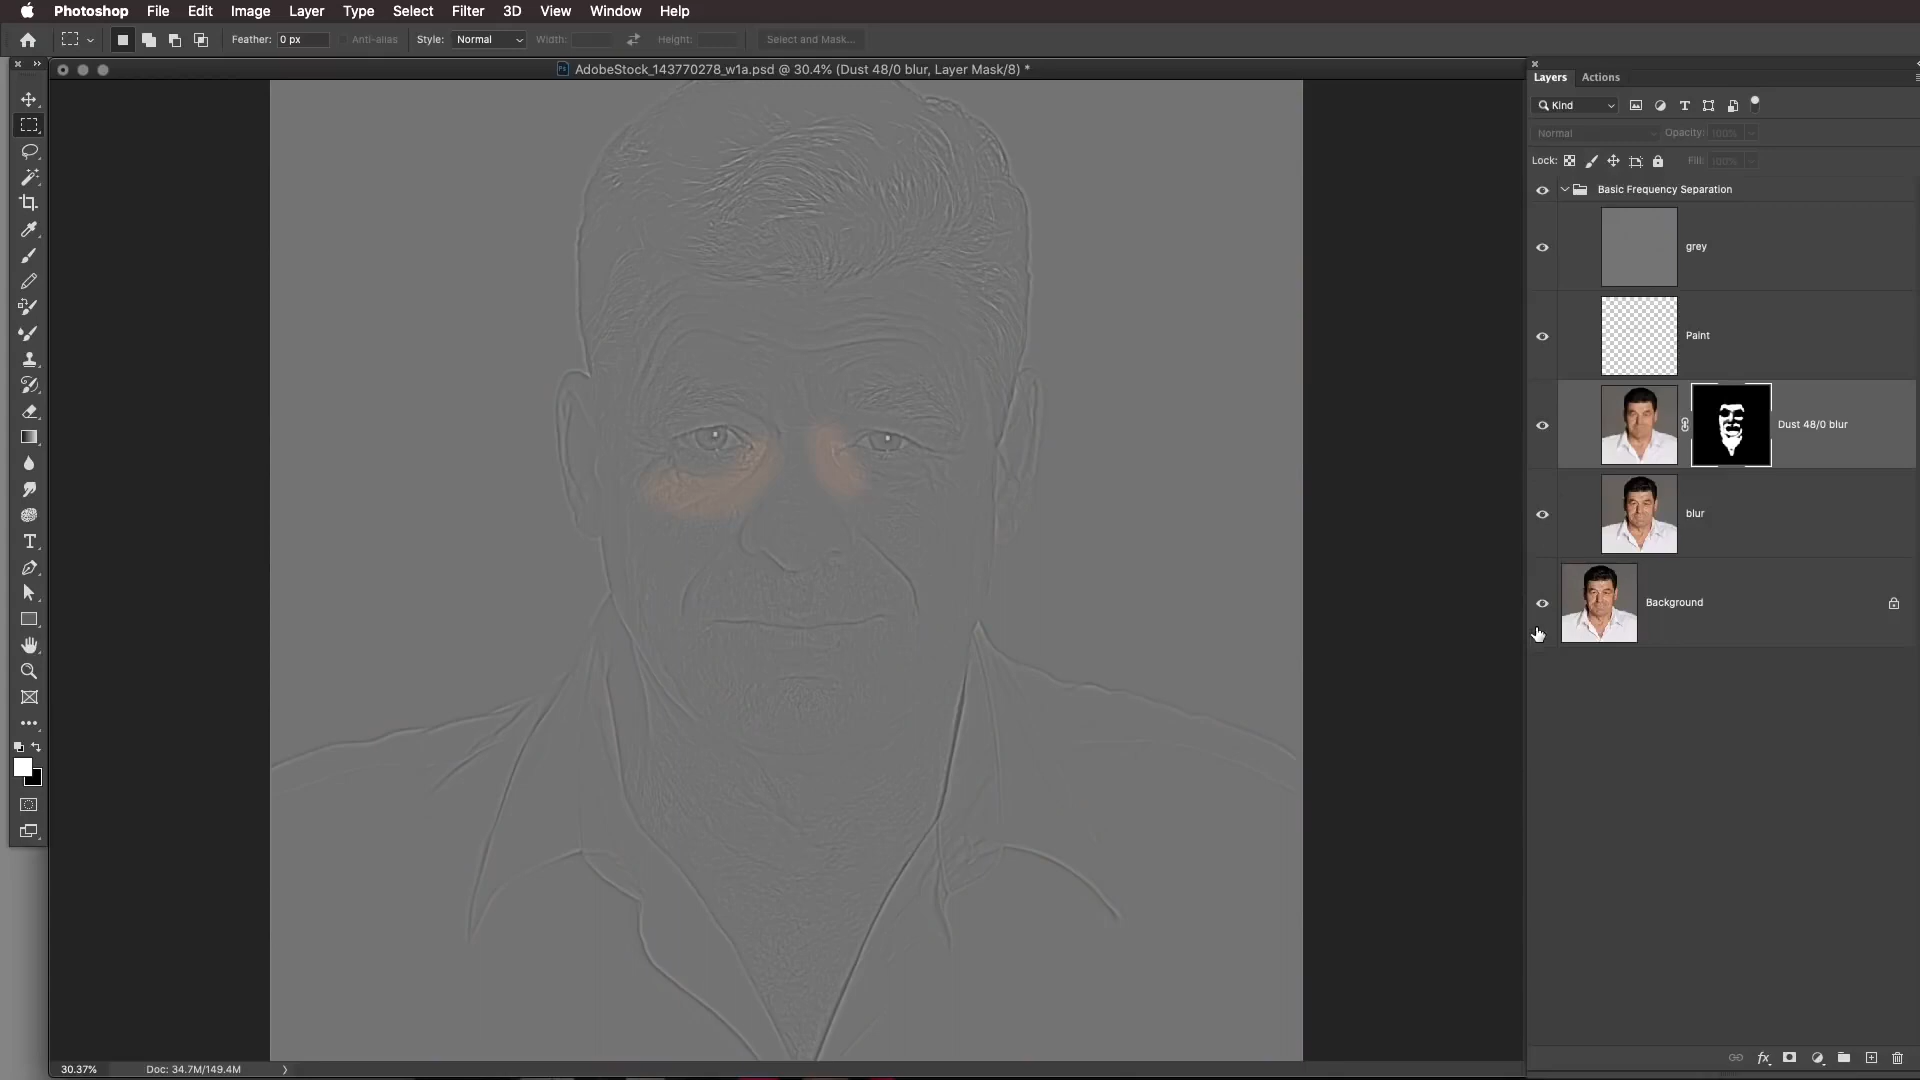 Photoshop File Edit Image Layer Type Select Filter 3D View Window Help
Feather: 0 px Anti-alias Style: Normal Width: Height: Select and Mask...
AdobeStock_143770278_w1a.psd @ 30.4% (Dust 48/0 blur, Layer Mask/8) *
Layers Actions
Kind
Normal Opacity: 100%
Lock: Fill: 100%
Basic Frequency Separation
grey
Paint
Dust 48/0 blur
blur
Background
30.37% Doc: 34.7M/149.4M